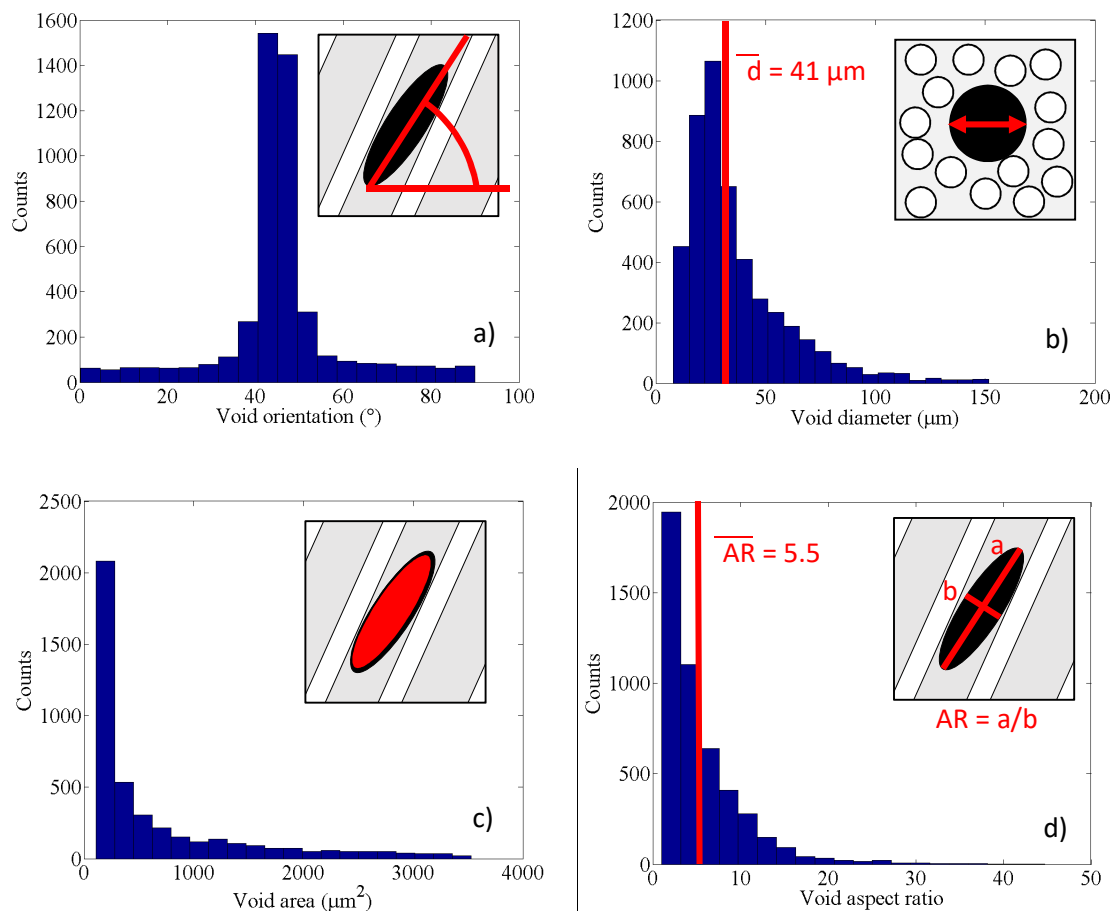 1600
1400
1200
1000
800
600
400
200
0
Counts
0 20 40 60 80 100
Void orientation (°)
a)
1200
1000
800
600
400
200
0
Counts
d = 41 µm
0 50 100 150 200
Void diameter (µm)
b)
2500
2000
1500
1000
500
0
Counts
0 1000 2000 3000 4000
Void area (µm²)
c)
2000
1500
1000
500
0
Counts
AR = 5.5
a
b
AR = a/b
0 10 20 30 40 50
Void aspect ratio
d)